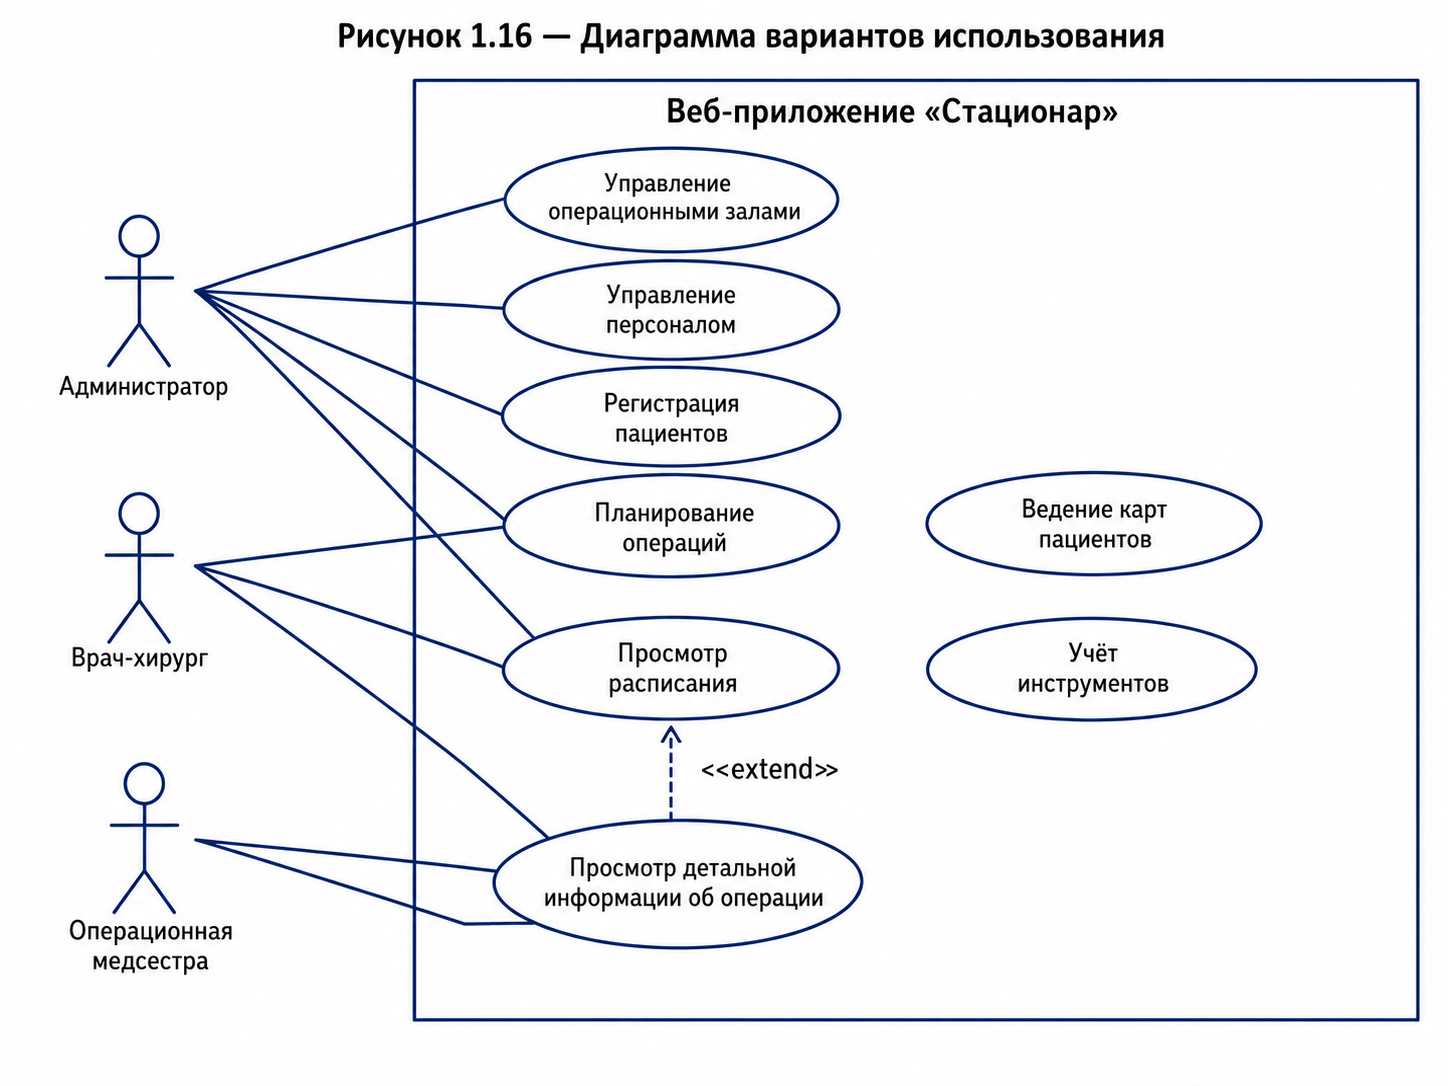 Рисунок 1.16 — Диаграмма вариантов использования
Веб-приложение «Стационар»
Управление
операционными залами
Управление
персоналом
Администратор
Регистрация
пациентов
Планирование
операций
Ведение карт
пациентов
Врач-хирург
Просмотр
расписания
Учёт
инструментов
<<extend>>
Просмотр детальной
информации об операции
Операционная
медсестра